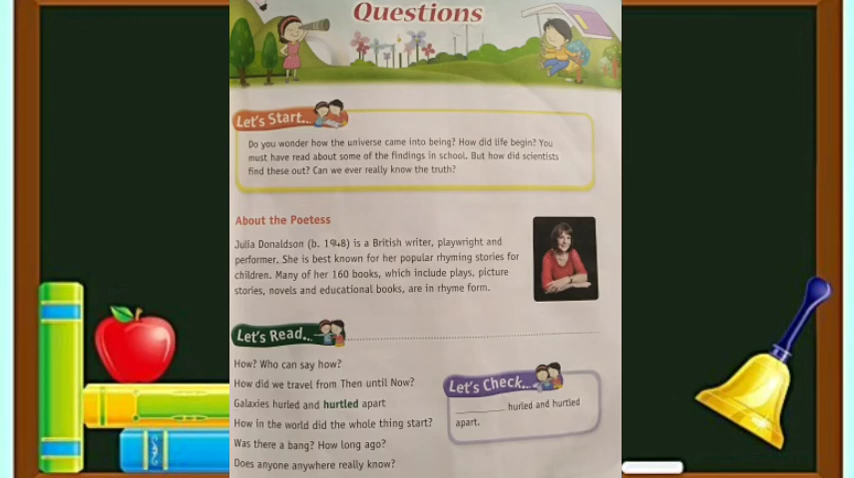 Questions
Let's Start...
Do you wonder how the universe came into being? How did life begin? You
must have read about some of the findings in school. But how did scientists
find these out? Can we ever really know the truth?
About the Poetess
Julia Donaldson (b. 1948) is a British writer, playwright and
performer. She is best known for her popular rhyming stories for
children. Many of her 160 books, which include plays, picture
stories, novels and educational books, are in rhyme form.
Let's Read...
How? Who can say how?
How did we travel from Then until Now?
Galaxies hurled and hurtled apart
How in the world did the whole thing start?
Was there a bang? How long ago?
Does anyone anywhere really know?
Let's Check...
__________ hurled and hurtled
apart.